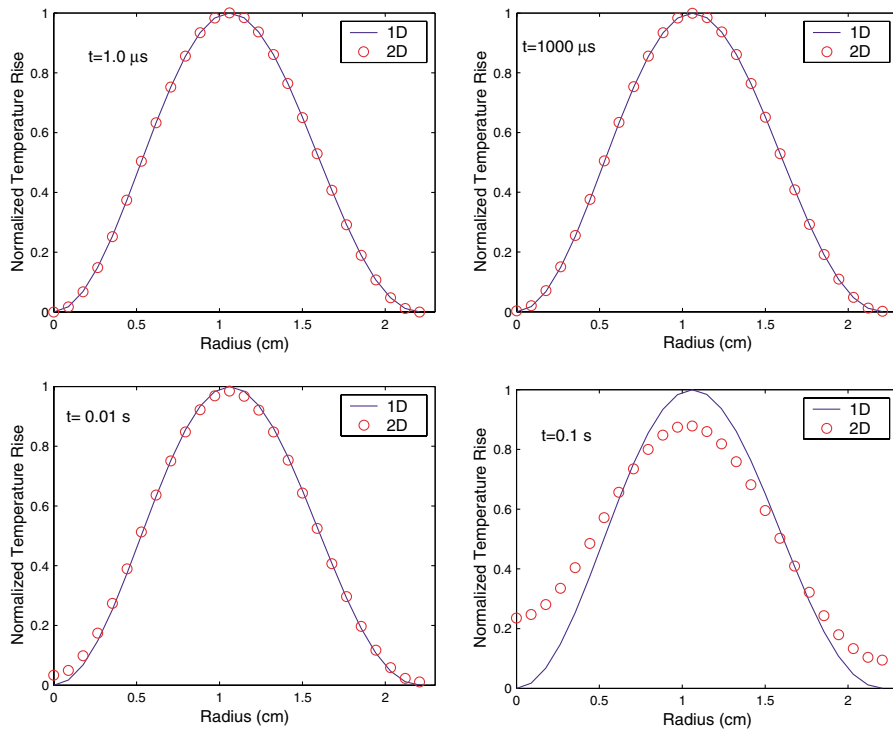 1
0.8
0.6
0.4
0.2
0
0 0.5 1 1.5 2
Normalized Temperature Rise
Radius (cm)
t=1.0 μs
1D
2D
1
0.8
0.6
0.4
0.2
0
0 0.5 1 1.5 2
Normalized Temperature Rise
Radius (cm)
t=1000 μs
1D
2D
1
0.8
0.6
0.4
0.2
0
0 0.5 1 1.5 2
Normalized Temperature Rise
Radius (cm)
t= 0.01 s
1D
2D
1
0.8
0.6
0.4
0.2
0
0 0.5 1 1.5 2
Normalized Temperature Rise
Radius (cm)
t=0.1 s
1D
2D